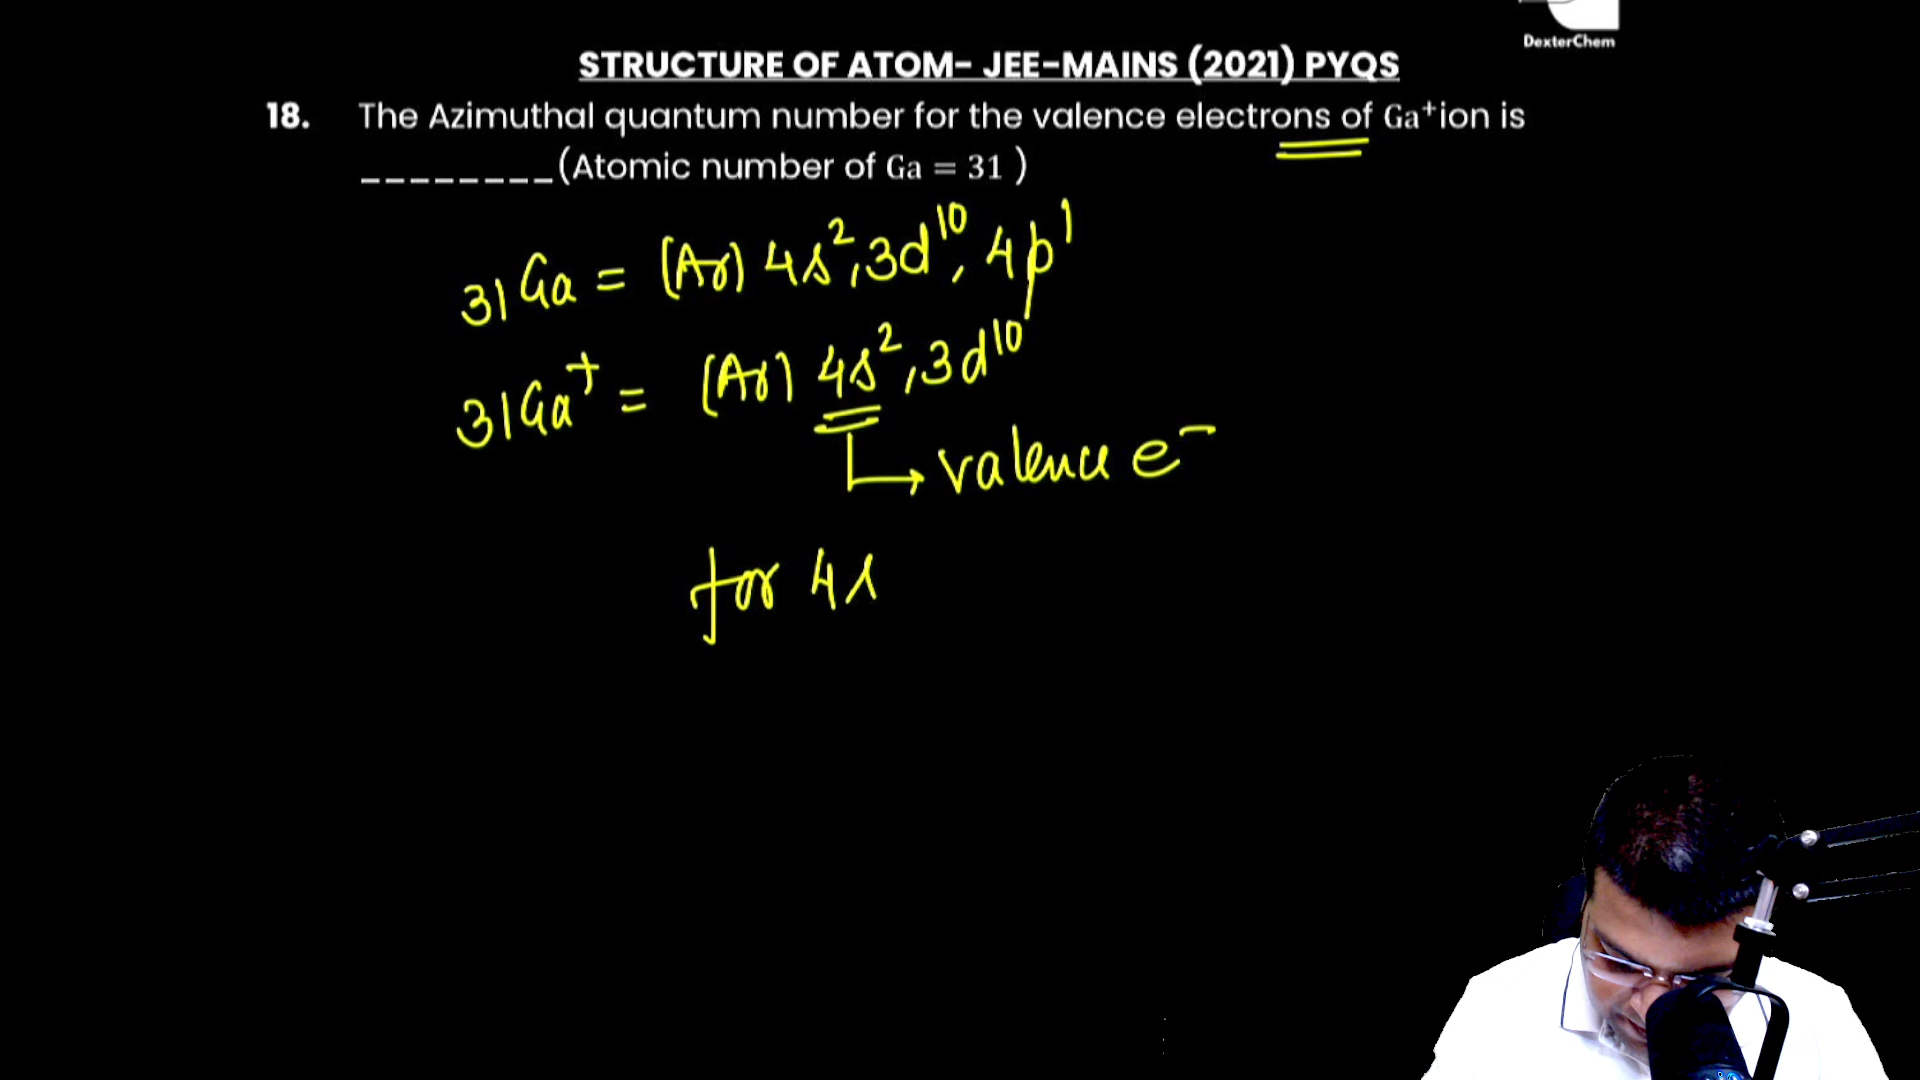 DexterChem
STRUCTURE OF ATOM- JEE-MAINS (2021) PYQS
18. The Azimuthal quantum number for the valence electrons of Ga⁺ion is
________(Atomic number of Ga = 31 )
₃₁Ga = (Ar) 4s², 3d¹⁰, 4p¹
₃₁Ga⁺ = (Ar) 4s², 3d¹⁰
valence e⁻
for 4s